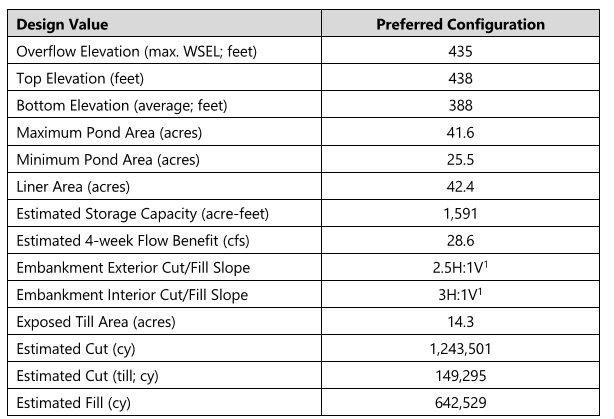 Design Value Preferred Configuration
Overflow Elevation (max. WSEL; feet) 435
Top Elevation (feet) 438
Bottom Elevation (average; feet) 388
Maximum Pond Area (acres) 41.6
Minimum Pond Area (acres) 25.5
Liner Area (acres) 42.4
Estimated Storage Capacity (acre-feet) 1,591
Estimated 4-week Flow Benefit (cfs) 28.6
Embankment Exterior Cut/Fill Slope 2.5H:1V¹
Embankment Interior Cut/Fill Slope 3H:1V¹
Exposed Till Area (acres) 14.3
Estimated Cut (cy) 1,243,501
Estimated Cut (till; cy) 149,295
Estimated Fill (cy) 642,529